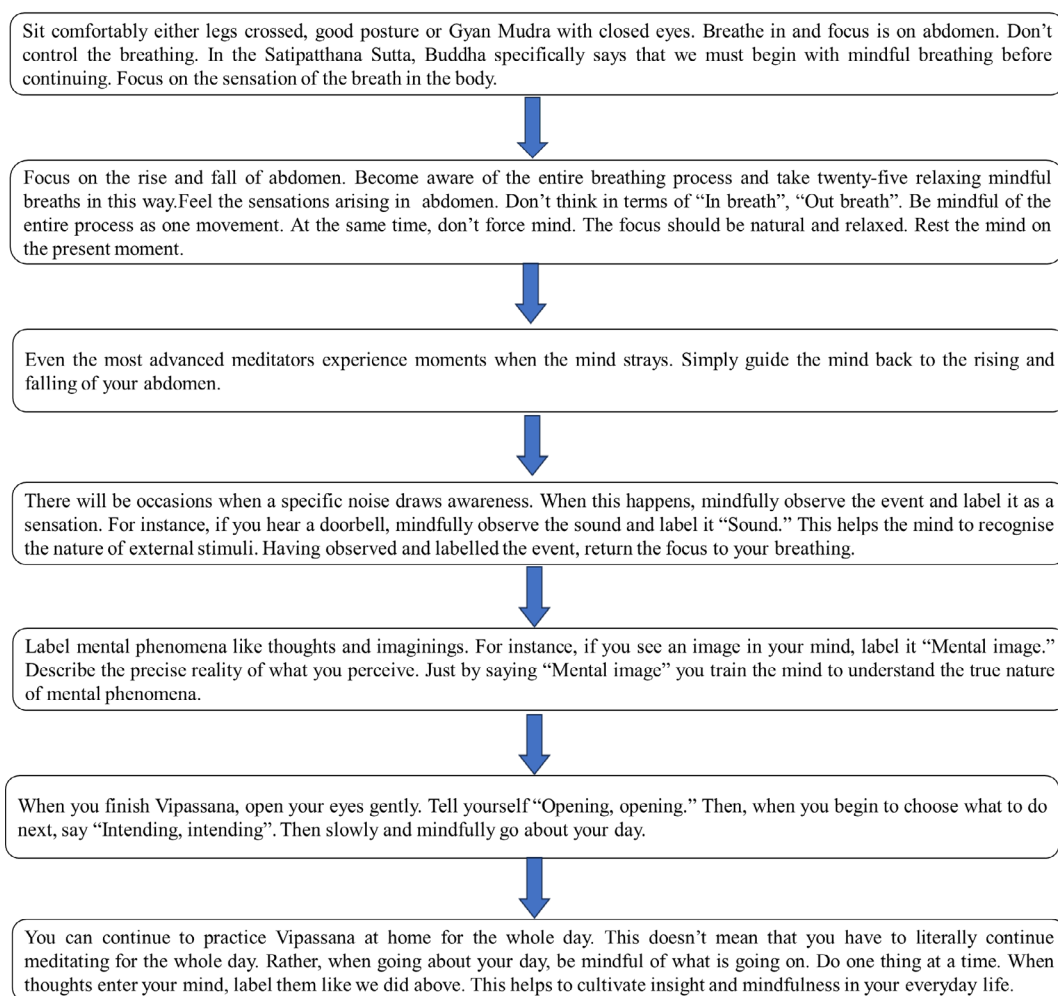 Sit comfortably either legs crossed, good posture or Gyan Mudra with closed eyes. Breathe in and focus is on abdomen. Don’t
control the breathing. In the Satipatthana Sutta, Buddha specifically says that we must begin with mindful breathing before
continuing. Focus on the sensation of the breath in the body.
Focus on the rise and fall of abdomen. Become aware of the entire breathing process and take twenty-five relaxing mindful
breaths in this way.Feel the sensations arising in abdomen. Don’t think in terms of “In breath”, “Out breath”. Be mindful of the
entire process as one movement. At the same time, don’t force mind. The focus should be natural and relaxed. Rest the mind on
the present moment.
Even the most advanced meditators experience moments when the mind strays. Simply guide the mind back to the rising and
falling of your abdomen.
There will be occasions when a specific noise draws awareness. When this happens, mindfully observe the event and label it as a
sensation. For instance, if you hear a doorbell, mindfully observe the sound and label it “Sound.” This helps the mind to recognise
the nature of external stimuli. Having observed and labelled the event, return the focus to your breathing.
Label mental phenomena like thoughts and imaginings. For instance, if you see an image in your mind, label it “Mental image.”
Describe the precise reality of what you perceive. Just by saying “Mental image” you train the mind to understand the true nature
of mental phenomena.
When you finish Vipassana, open your eyes gently. Tell yourself “Opening, opening.” Then, when you begin to choose what to do
next, say “Intending, intending”. Then slowly and mindfully go about your day.
You can continue to practice Vipassana at home for the whole day. This doesn’t mean that you have to literally continue
meditating for the whole day. Rather, when going about your day, be mindful of what is going on. Do one thing at a time. When
thoughts enter your mind, label them like we did above. This helps to cultivate insight and mindfulness in your everyday life.